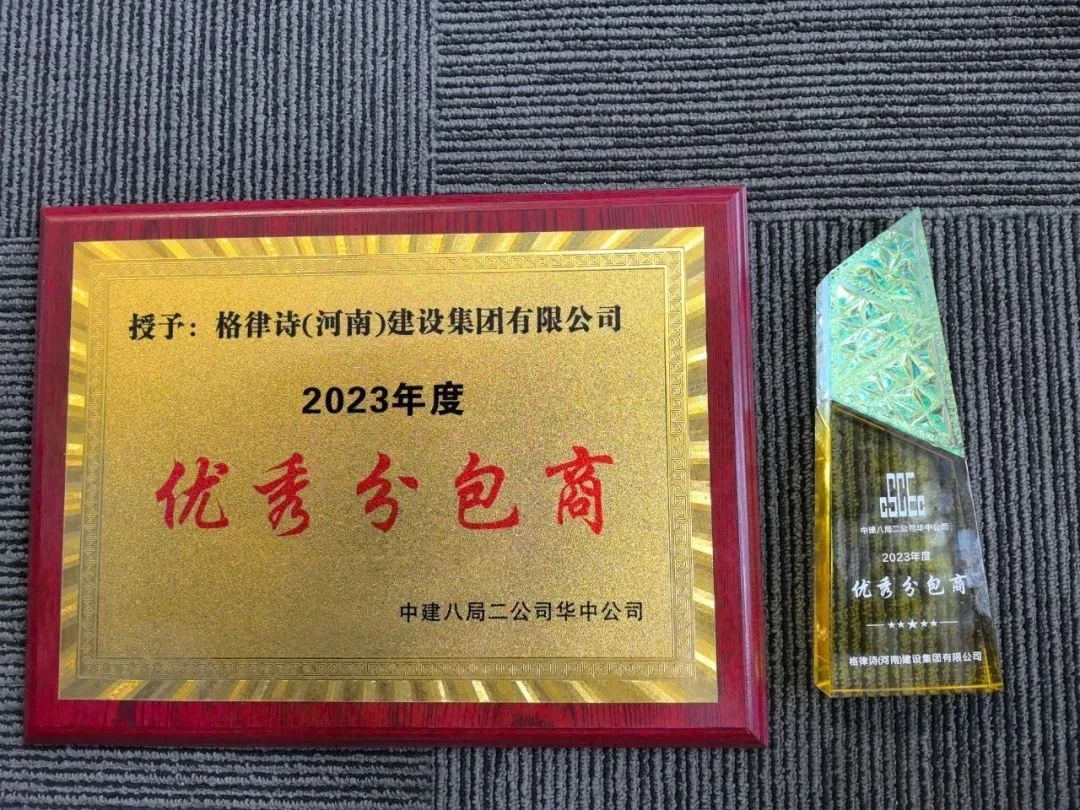 授予：格律诗(河南)建设集团有限公司
2023年度
优秀分包商
中建八局二公司华中公司
CSCEC
中建八局二公司华中公司
2023年度
优秀分包商
格律诗(河南)建设集团有限公司